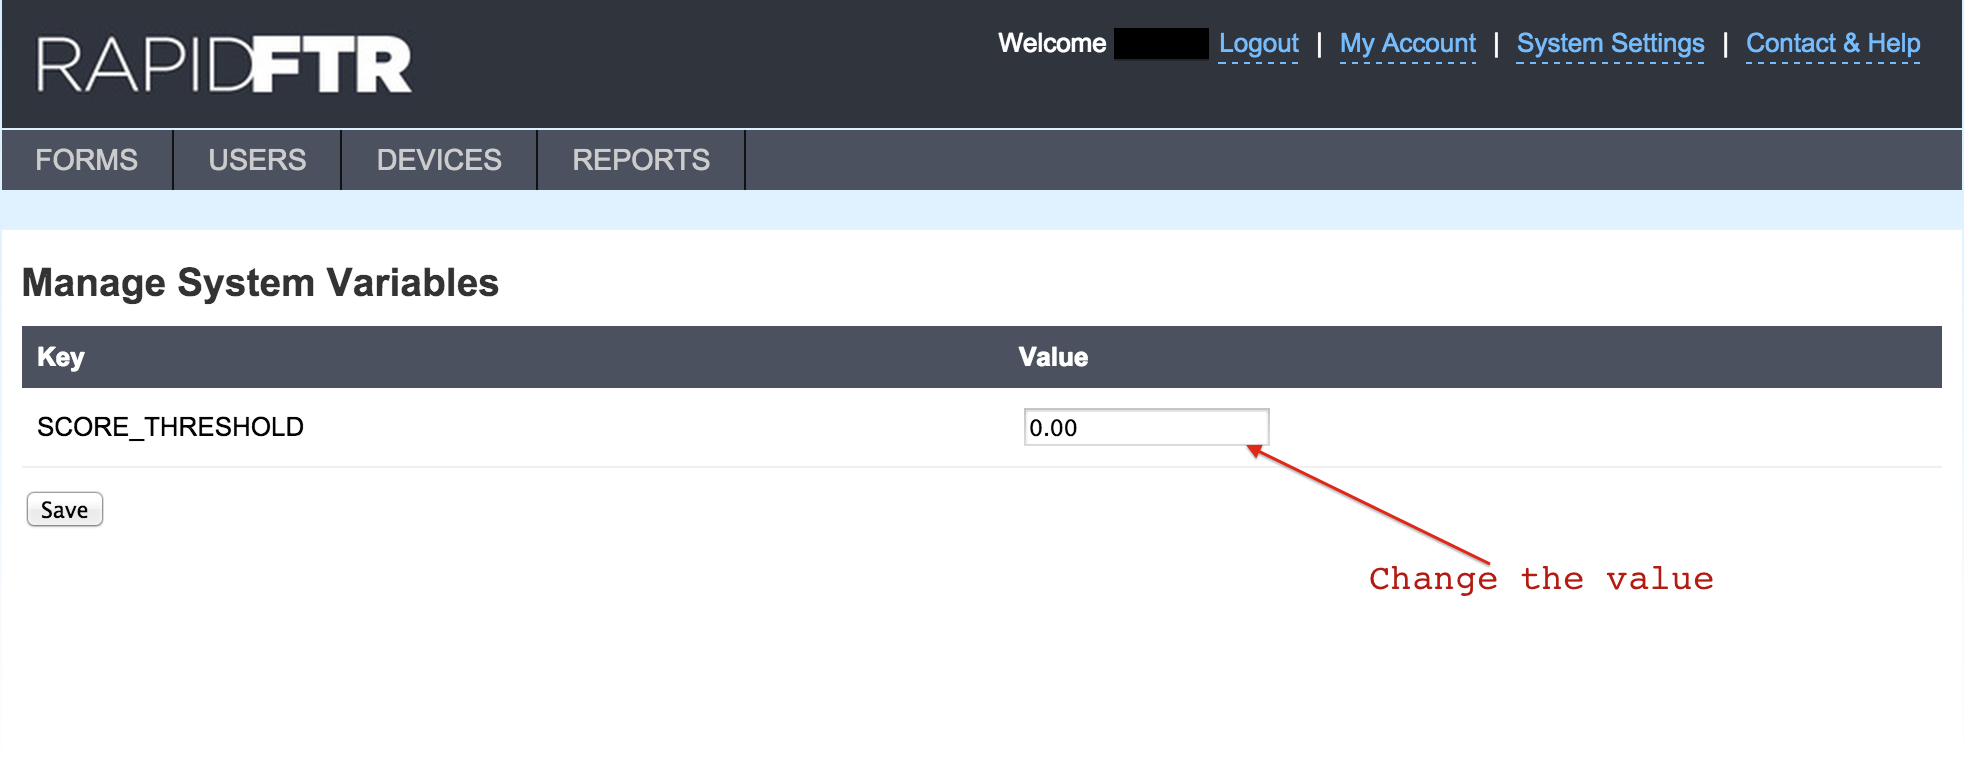 RAPIDFTR
Welcome Logout | My Account | System Settings | Contact & Help
FORMS USERS DEVICES REPORTS
Manage System Variables
Key Value
SCORE_THRESHOLD 0.00
Save
Change the value